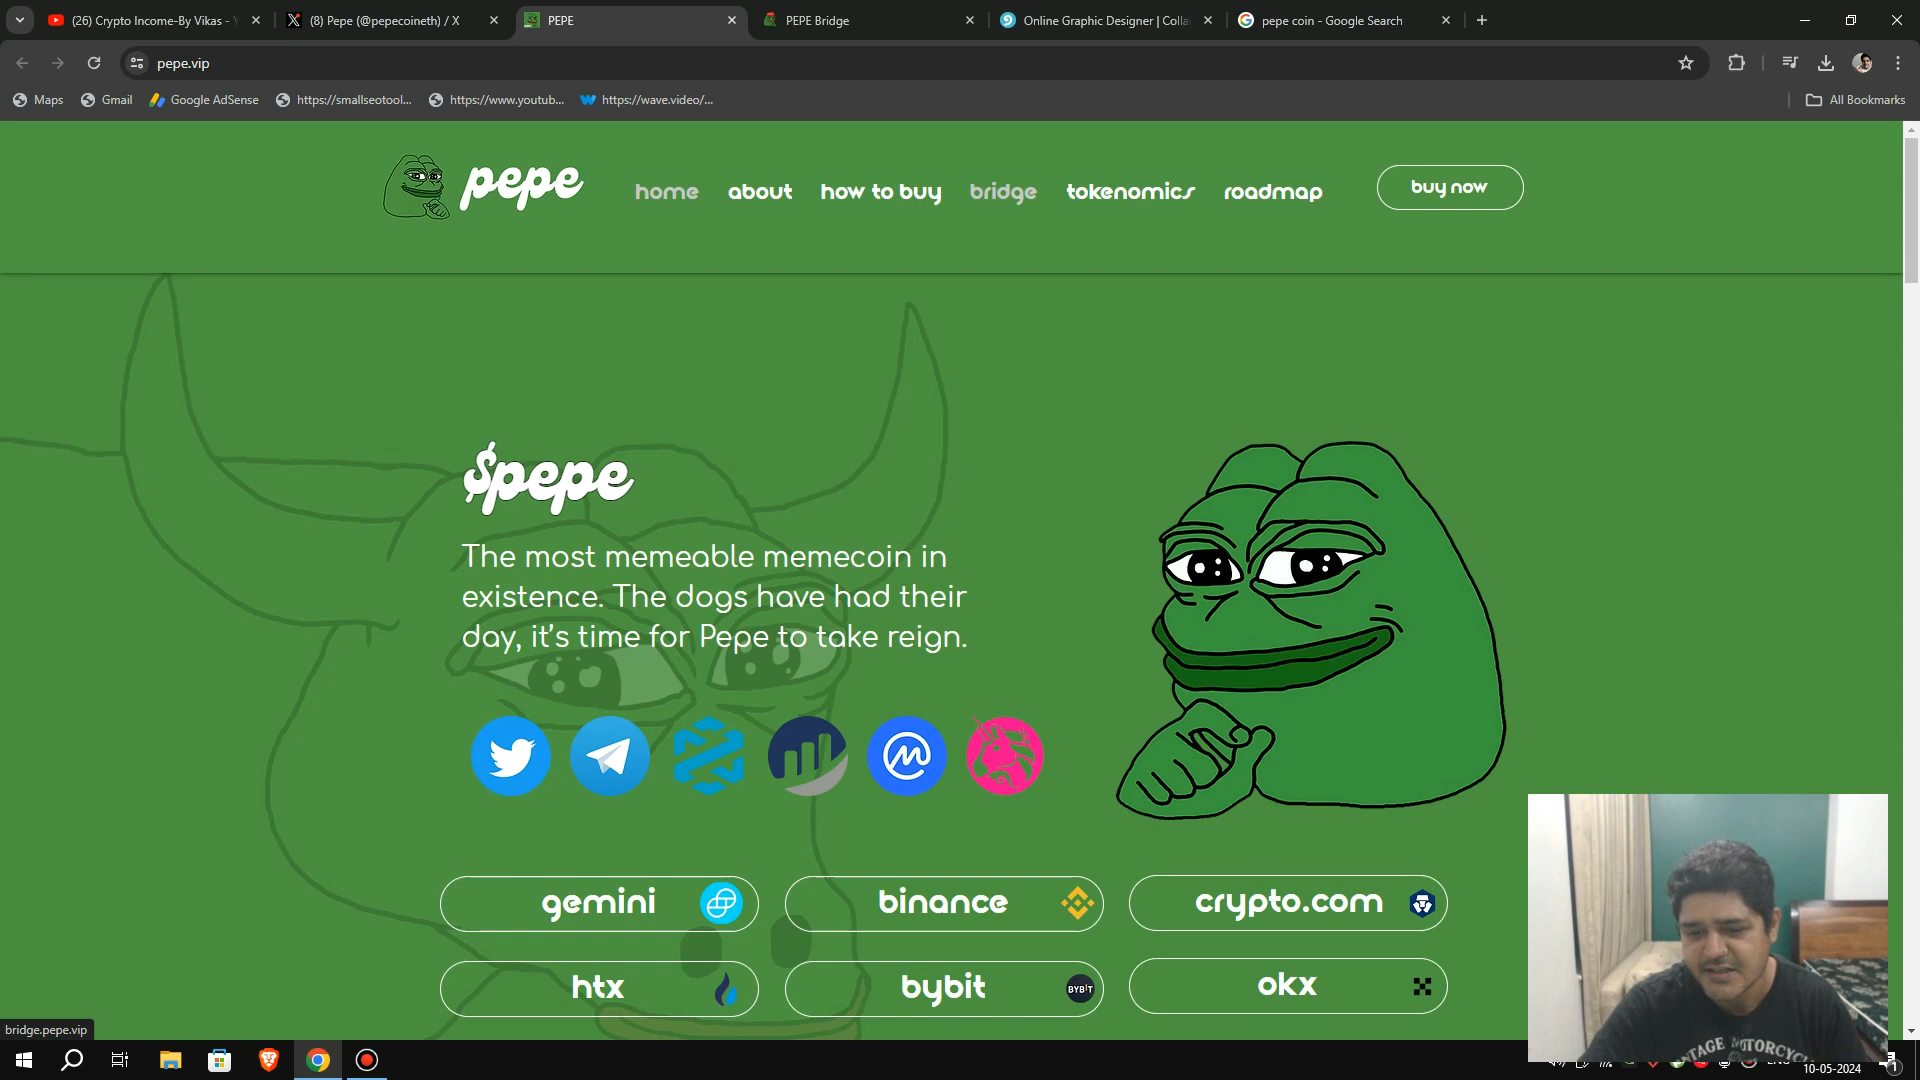 (26) Crypto Income-By Vikas -
(8) Pepe (@pepecoineth) / X
PEPE
PEPE Bridge
Online Graphic Designer | Colla
pepe coin - Google Search
pepe.vip
Maps
Gmail
Google AdSense
https://smallseotool...
https://www.youtub...
https://wave.video/...
All Bookmarks
pepe
home
about
how to buy
bridge
tokenomics
roadmap
buy now
$pepe
The most memeable memecoin in
existence. The dogs have had their
day, it's time for Pepe to take reign.
gemini
binance
crypto.com
htx
bybit
BYBIT
okx
bridge.pepe.vip
MOTORCYC
10-05-2024
1